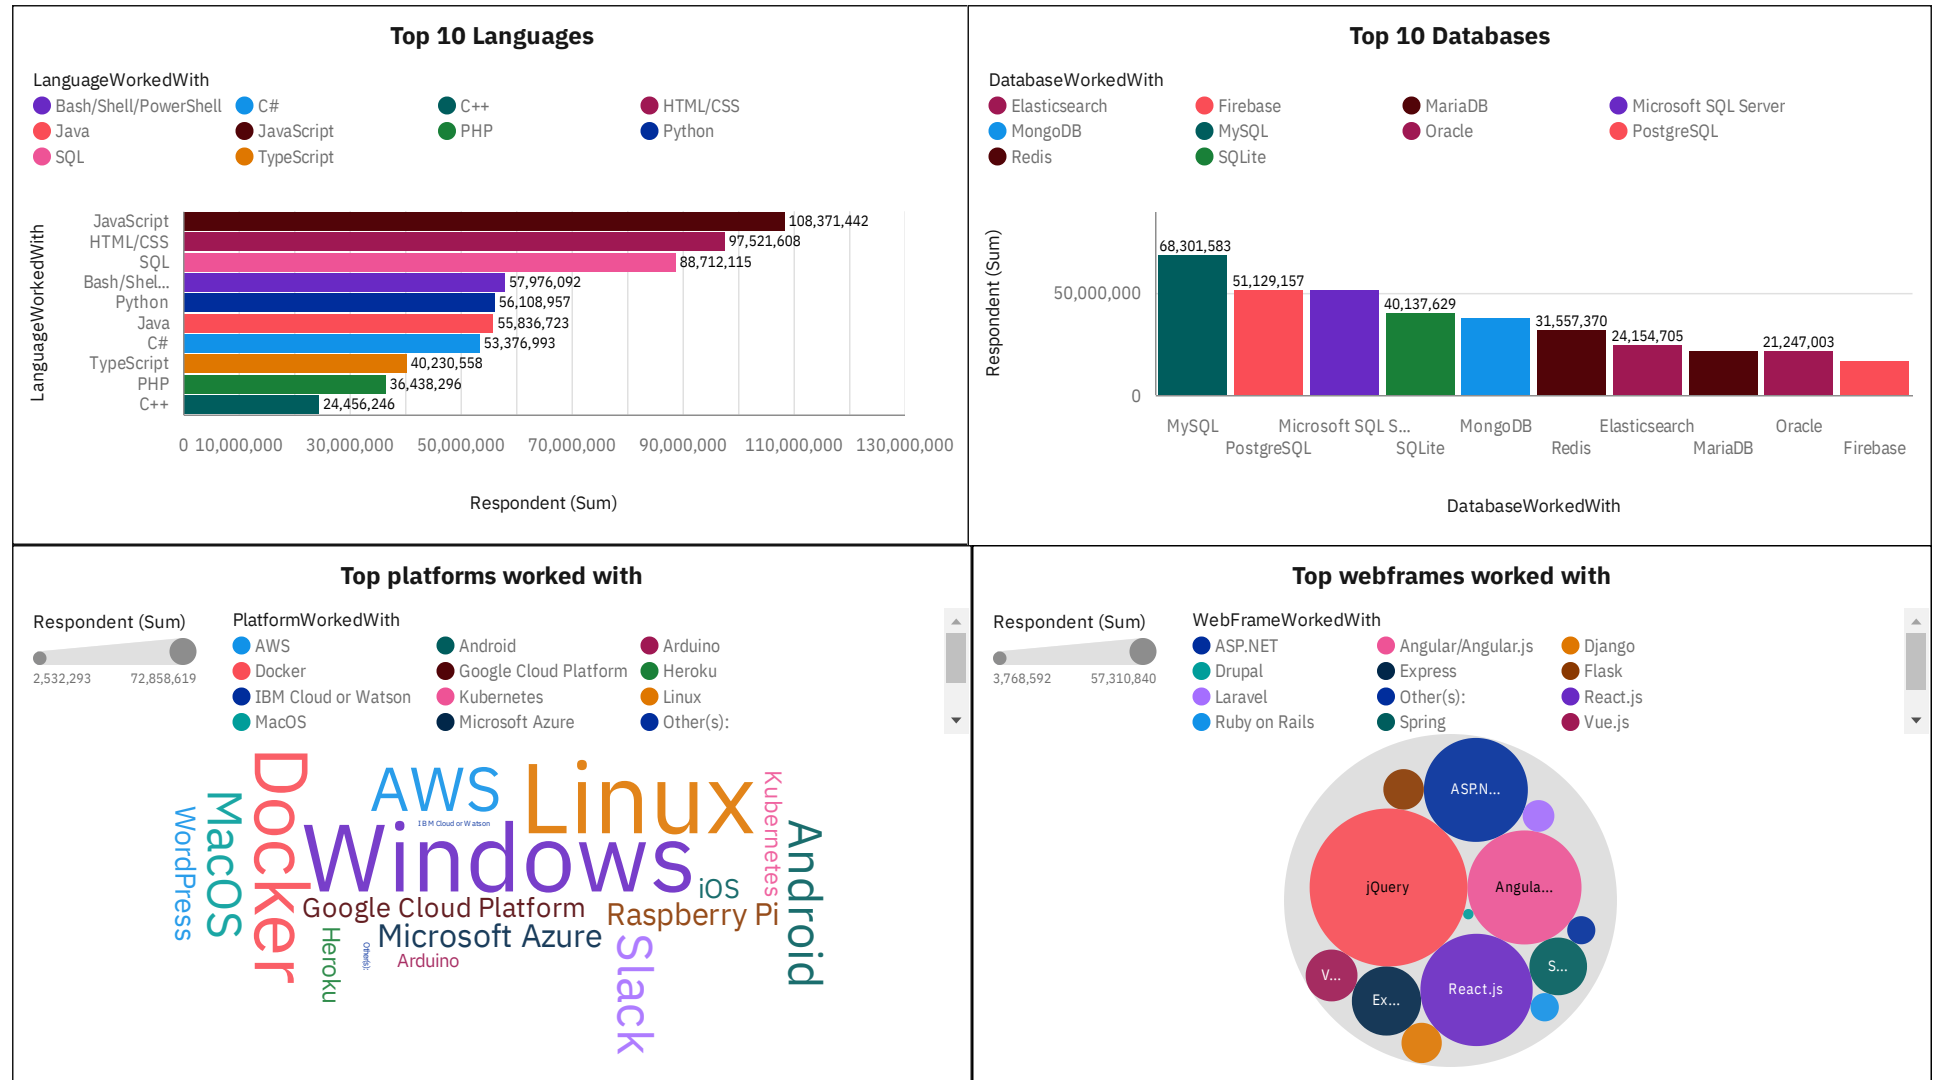 Top 10 Languages
LanguageWorkedWith
Bash/Shell/PowerShell C# C++ HTML/CSS
Java JavaScript PHP Python
SQL TypeScript
LanguageWorkedWith
JavaScript 108,371,442
HTML/CSS 97,521,608
SQL 88,712,115
Bash/Shel... 57,976,092
Python 56,108,957
Java 55,836,723
C# 53,376,993
TypeScript 40,230,558
PHP 36,438,296
C++ 24,456,246
0 10,000,000 30,000,000 50,000,000 70,000,000 90,000,000 110,000,000 130,000,000
Respondent (Sum)
Top 10 Databases
DatabaseWorkedWith
Elasticsearch Firebase MariaDB Microsoft SQL Server
MongoDB MySQL Oracle PostgreSQL
Redis SQLite
Respondent (Sum)
50,000,000
0
68,301,583
51,129,157
40,137,629
31,557,370
24,154,705
21,247,003
MySQL Microsoft SQL S... MongoDB Elasticsearch Oracle
PostgreSQL SQLite Redis MariaDB Firebase
DatabaseWorkedWith
Top platforms worked with
Respondent (Sum)
2,532,293 72,858,619
PlatformWorkedWith
AWS Android Arduino
Docker Google Cloud Platform Heroku
IBM Cloud or Watson Kubernetes Linux
MacOS Microsoft Azure Other(s):
WordPress
MacOS
Docker
AWS
Linux
Kubernetes
IBM Cloud or Watson
Windows
Android
iOS
Google Cloud Platform
Raspberry Pi
Heroku
Other(s):
Microsoft Azure
Arduino
Slack
Top webframes worked with
Respondent (Sum)
3,768,592 57,310,840
WebFrameWorkedWith
ASP.NET Angular/Angular.js Django
Drupal Express Flask
Laravel Other(s): React.js
Ruby on Rails Spring Vue.js
ASP.N...
jQuery
Angula...
V...
S...
Ex...
React.js